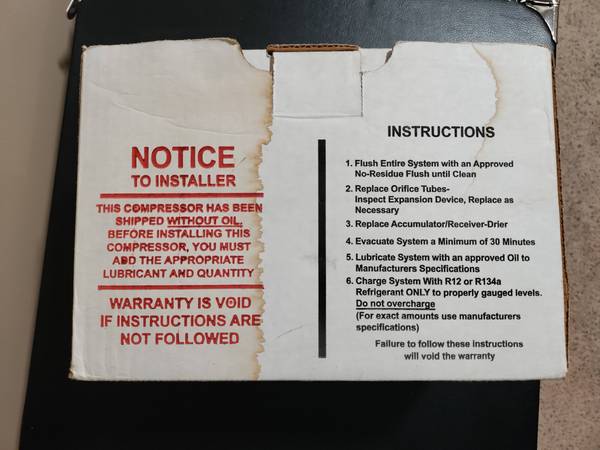 NOTICE
TO INSTALLER
THIS COMPRESSOR HAS BEEN
SHIPPED WITHOUT OIL.
BEFORE INSTALLING THIS
COMPRESSOR, YOU MUST
ADD THE APPROPRIATE
LUBRICANT AND QUANTITY
WARRANTY IS VOID
IF INSTRUCTIONS ARE
NOT FOLLOWED
INSTRUCTIONS
1. Flush Entire System with an Approved
No-Residue Flush until Clean
2. Replace Orifice Tubes-
Inspect Expansion Device, Replace as
Necessary
3. Replace Accumulator/Receiver-Drier
4. Evacuate System a Minimum of 30 Minutes
5. Lubricate System with an approved Oil to
Manufacturers Specifications
6. Charge System With R12 or R134a
Refrigerant ONLY to properly gauged levels.
Do not overcharge
(For exact amounts use manufacturers
specifications)
Failure to follow these instructions
will void the warranty